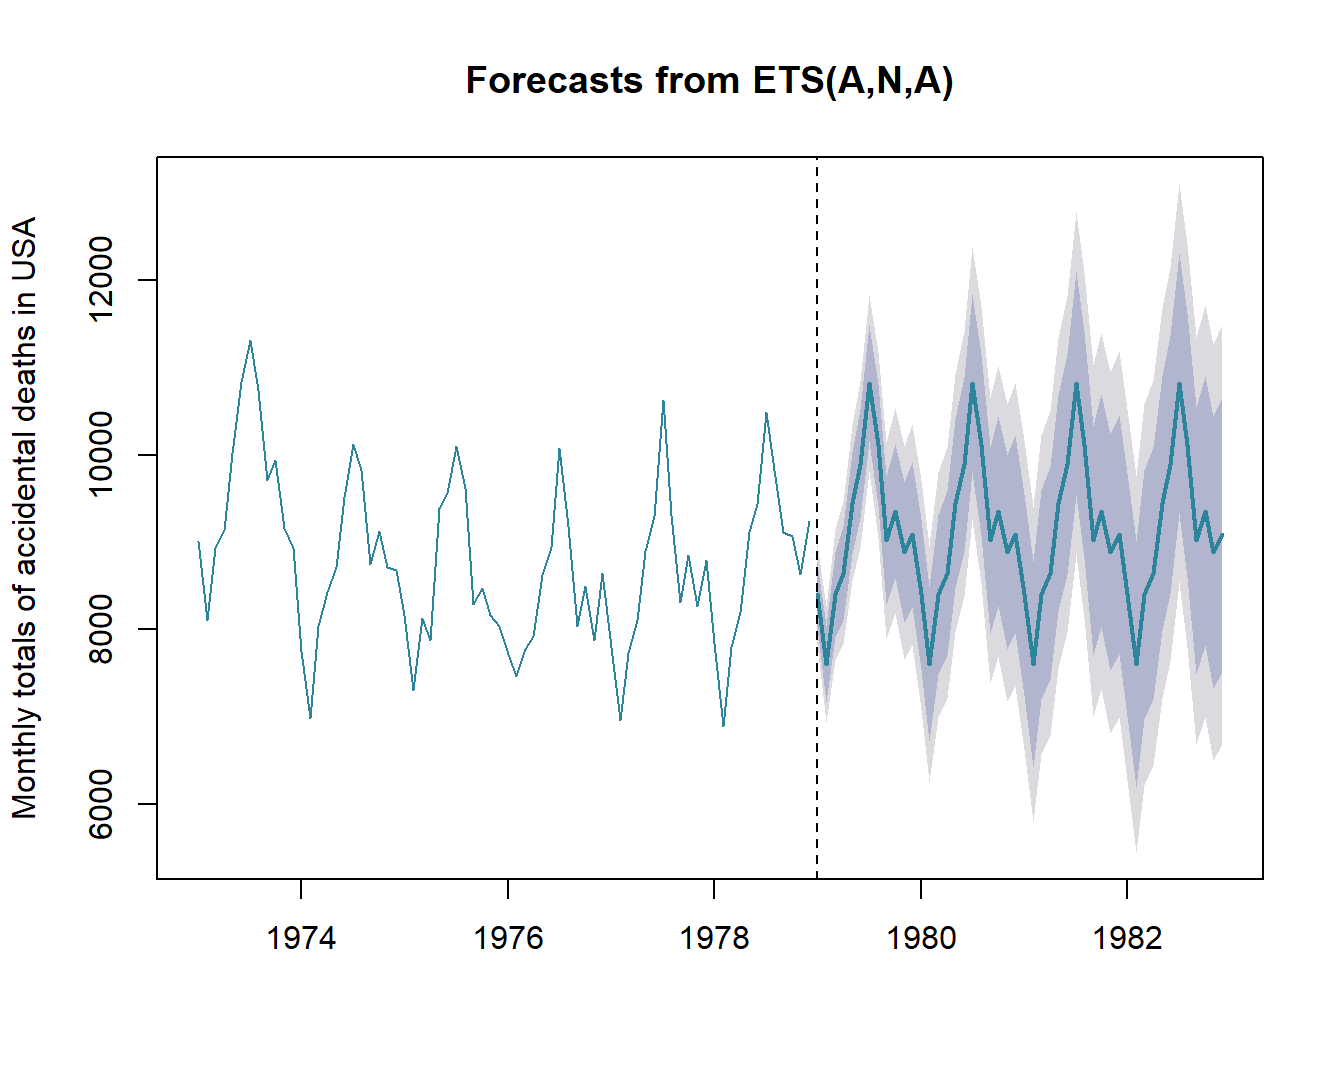 Forecasts from ETS(A,N,A)
Monthly totals of accidental deaths in USA
12000
10000
8000
6000
1974 1976 1978 1980 1982